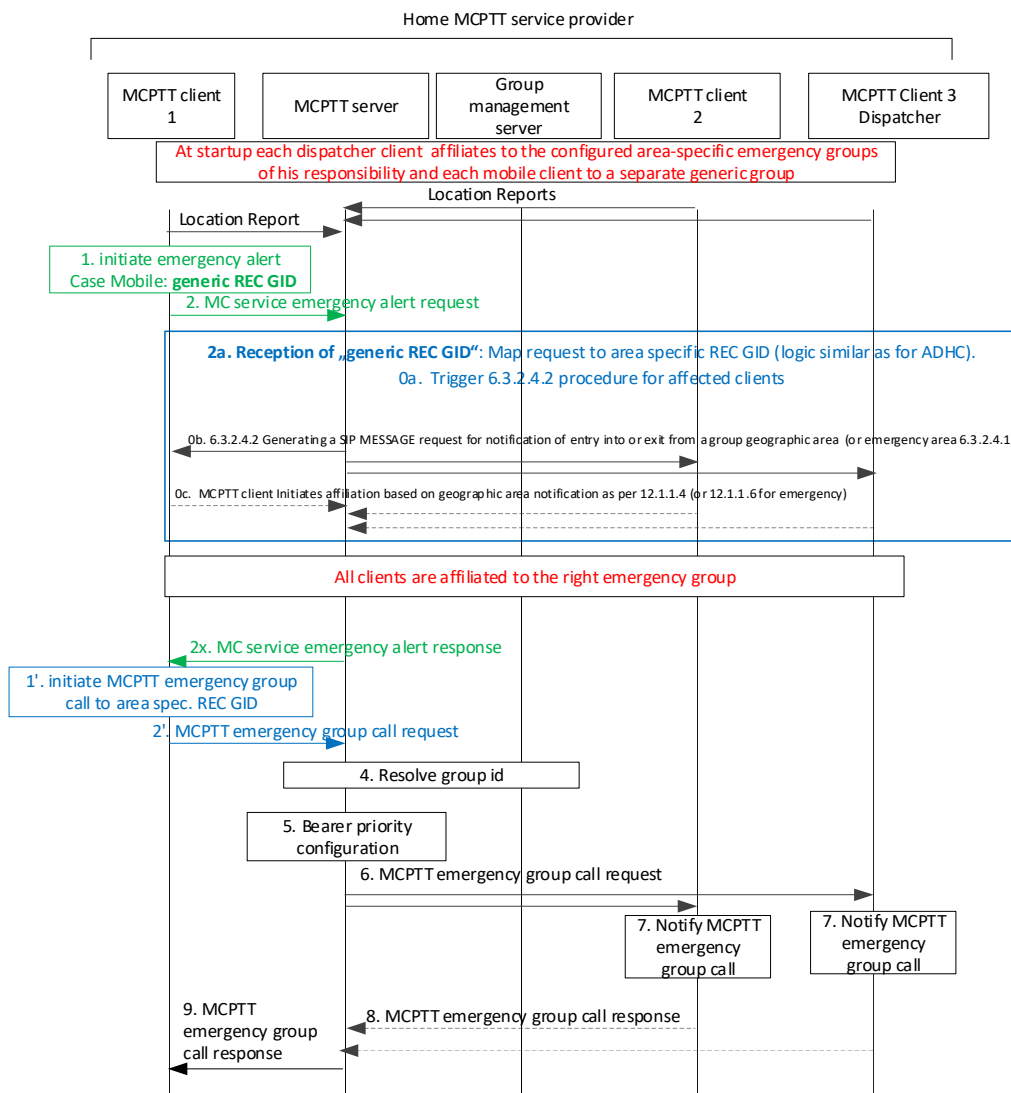 Home MCPTT service provider
MCPTT client
1
MCPTT server
Group
management
server
MCPTT client
2
MCPTT Client 3
Dispatcher
At startup each dispatcher client affiliates to the configured area-specific emergency groups
of his responsibility and each mobile client to a separate generic group
Location Reports
Location Report
1. initiate emergency alert
Case Mobile: generic REC GID
2. MC service emergency alert request
2a. Reception of „generic REC GID“: Map request to area specific REC GID (logic similar as for ADHC).
0a. Trigger 6.3.2.4.2 procedure for affected clients
0b. 6.3.2.4.2 Generating a SIP MESSAGE request for notification of entry into or exit from a group geographic area (or emergency area 6.3.2.4.1
0c. MCPTT client Initiates affiliation based on geographic area notification as per 12.1.1.4 (or 12.1.1.6 for emergency)
All clients are affiliated to the right emergency group
2x. MC service emergency alert response
1'. initiate MCPTT emergency group
call to area spec. REC GID
2'. MCPTT emergency group call request
4. Resolve group id
5. Bearer priority
configuration
6. MCPTT emergency group call request
7. Notify MCPTT
emergency
group call
7. Notify MCPTT
emergency
group call
9. MCPTT
emergency group
call response
8. MCPTT emergency group call response